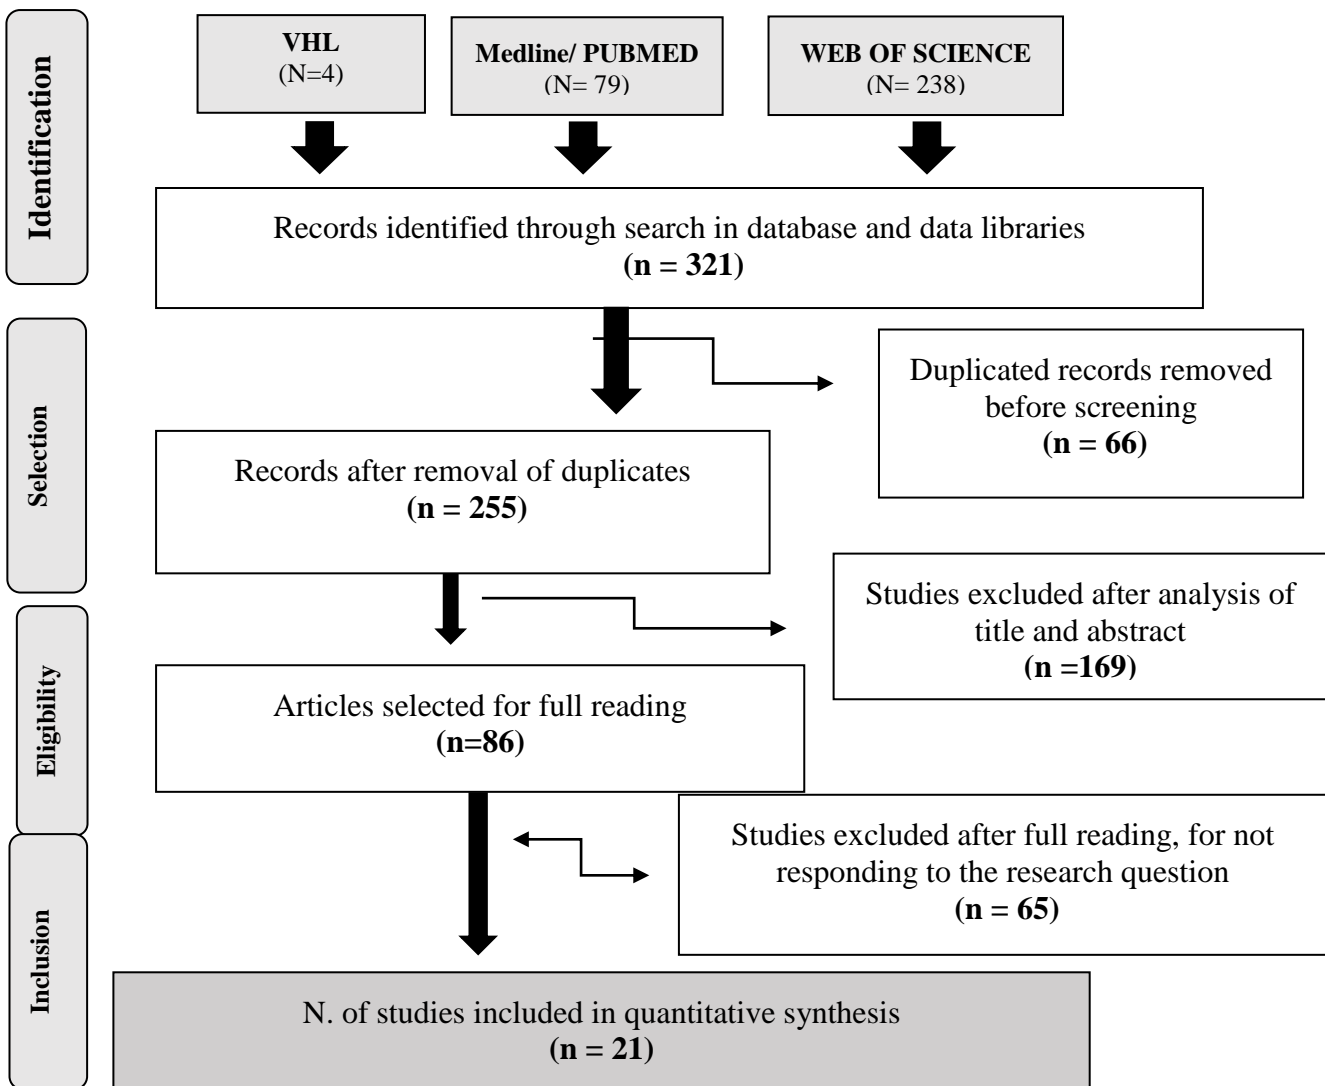 Identification
VHL
(N=4)
Medline/ PUBMED
(N= 79)
WEB OF SCIENCE
(N= 238)
Records identified through search in database and data libraries
(n = 321)
Selection
Duplicated records removed
before screening
(n = 66)
Records after removal of duplicates
(n = 255)
Studies excluded after analysis of
title and abstract
(n =169)
Eligibility
Articles selected for full reading
(n=86)
Studies excluded after full reading, for not
responding to the research question
(n = 65)
Inclusion
N. of studies included in quantitative synthesis
(n = 21)